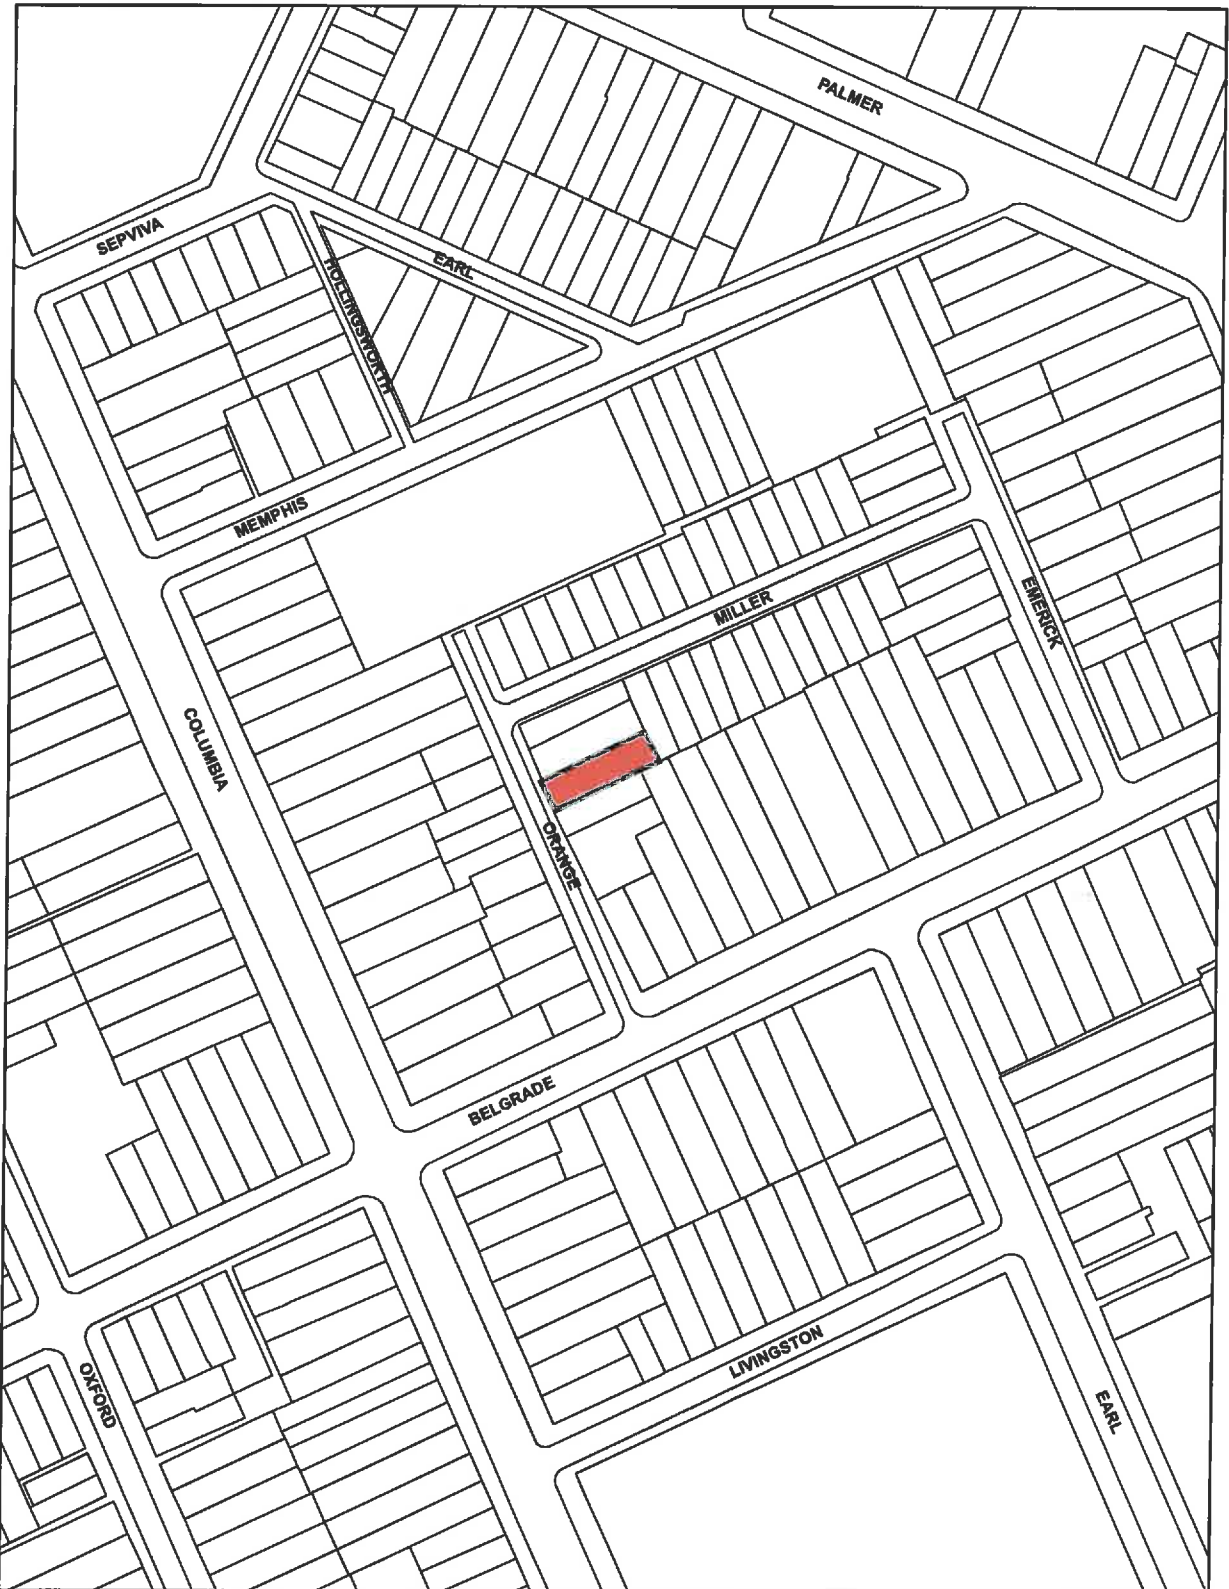 PALMER
SEPVIVA
EARL
HOLLINGSWORTH
MEMPHIS
MILLER
EMERICK
COLUMBIA
ORANGE
BELGRADE
LIVINGSTON
OXFORD
EARL